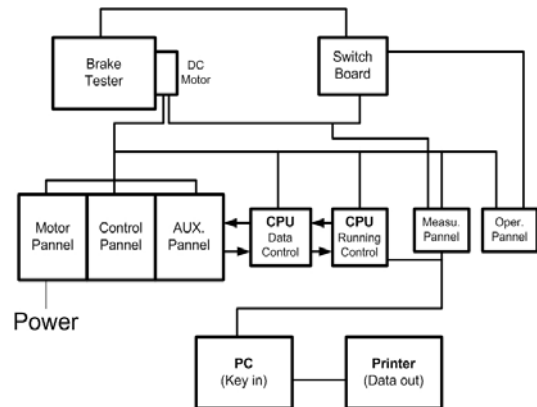 Brake
Tester
DC
Motor
Switch
Board
Motor
Pannel
Control
Pannel
AUX.
Pannel
CPU
Data
Control
CPU
Running
Control
Measu.
Pannel
Oper.
Pannel
Power
PC
(Key in)
Printer
(Data out)